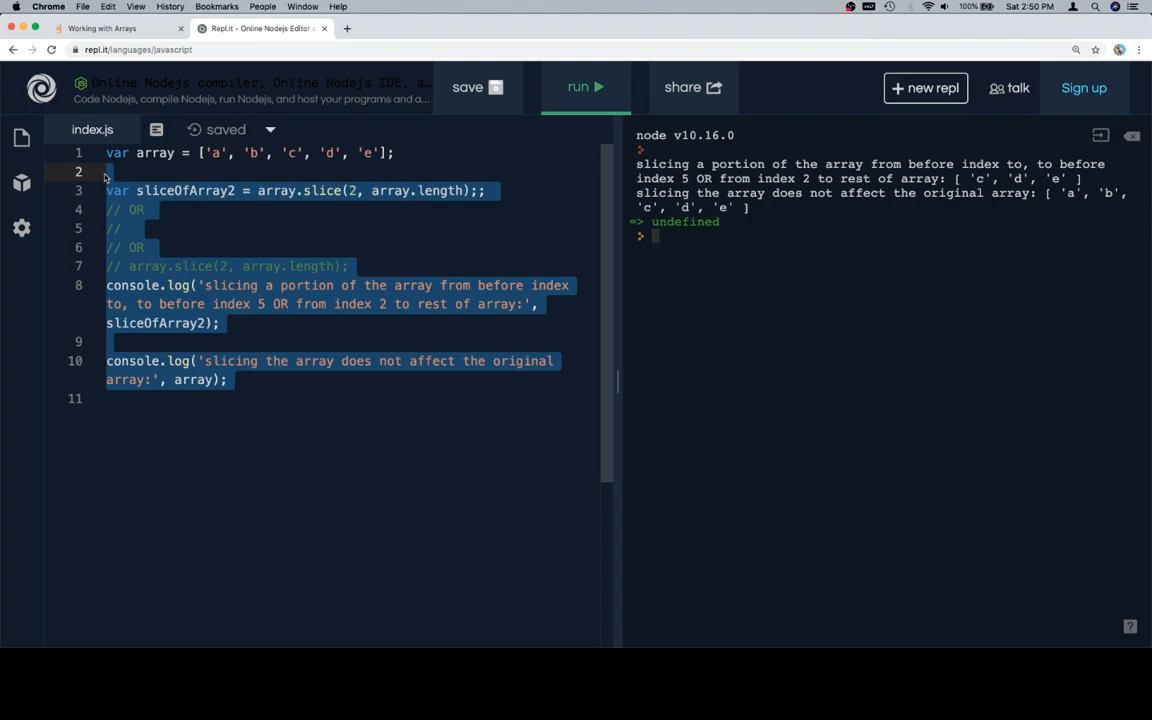 Chrome File Edit View History Bookmarks People Window Help 100% Sat 2:50 PM
Working with Arrays Repl.it - Online Nodejs Editor
repl.it/languages/javascript
Online Nodejs compiler, Online Nodejs IDE, a...
Code Nodejs, compile Nodejs, run Nodejs, and host your programs and a...
save run share + new repl talk Sign up
index.js saved
1 var array = ['a', 'b', 'c', 'd', 'e'];
2
3 var sliceOfArray2 = array.slice(2, array.length);;
4 // OR
5 //
6 // OR
7 // array.slice(2, array.length);
8 console.log('slicing a portion of the array from before index
to, to before index 5 OR from index 2 to rest of array:',
sliceOfArray2);
9
10 console.log('slicing the array does not affect the original
array:', array);
11
node v10.16.0
slicing a portion of the array from before index to, to before
index 5 OR from index 2 to rest of array: [ 'c', 'd', 'e' ]
slicing the array does not affect the original array: [ 'a', 'b',
'c', 'd', 'e' ]
=> undefined
?